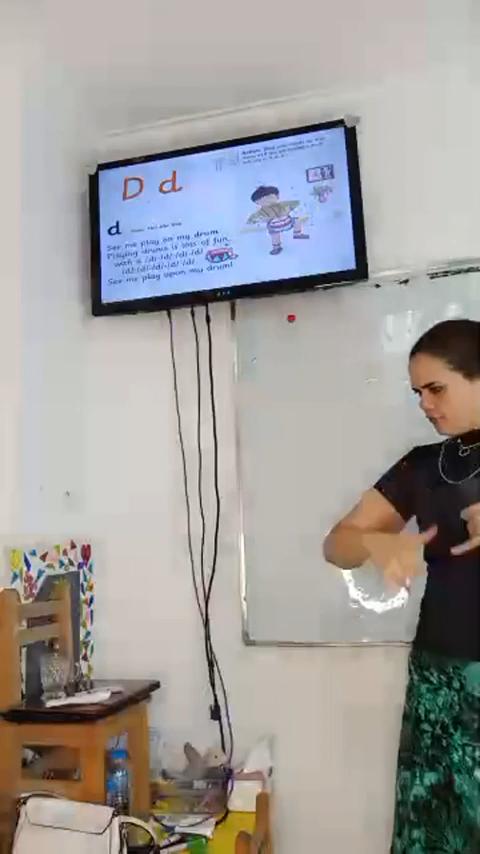 D d
d
See me play on my drum
Playing drums is lots of fun,
with a /d/-/d/-/d/-/d/
/d/-/d/-/d/-/d/-/d/
See me play upon my drum!